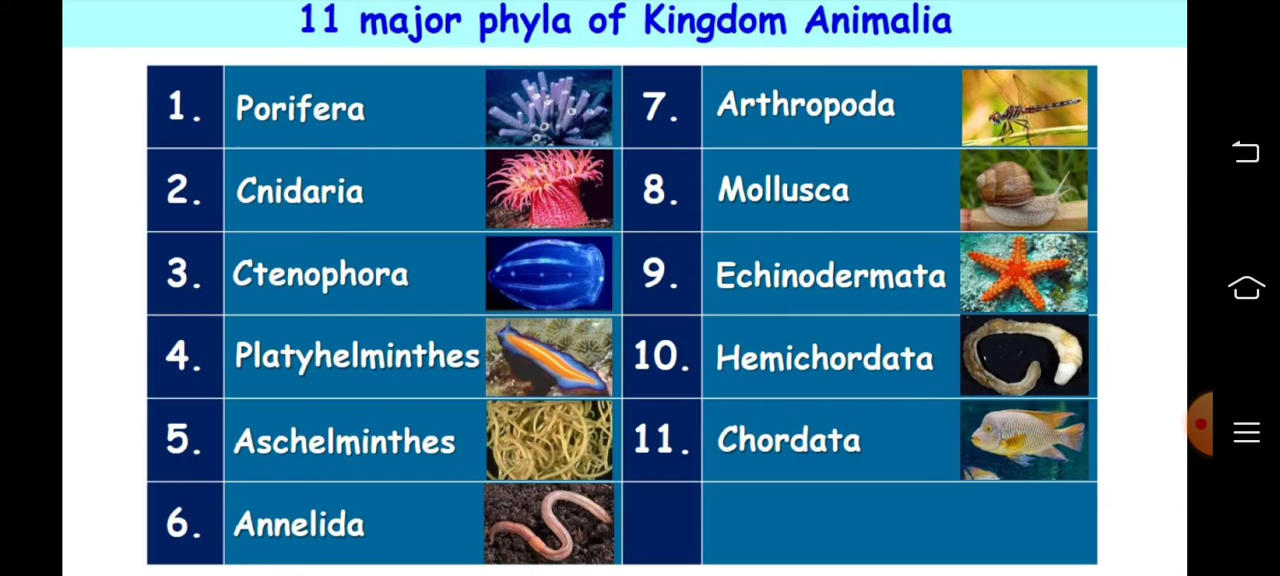 11 major phyla of Kingdom Animalia
1. Porifera
2. Cnidaria
3. Ctenophora
4. Platyhelminthes
5. Aschelminthes
6. Annelida
7. Arthropoda
8. Mollusca
9. Echinodermata
10. Hemichordata
11. Chordata